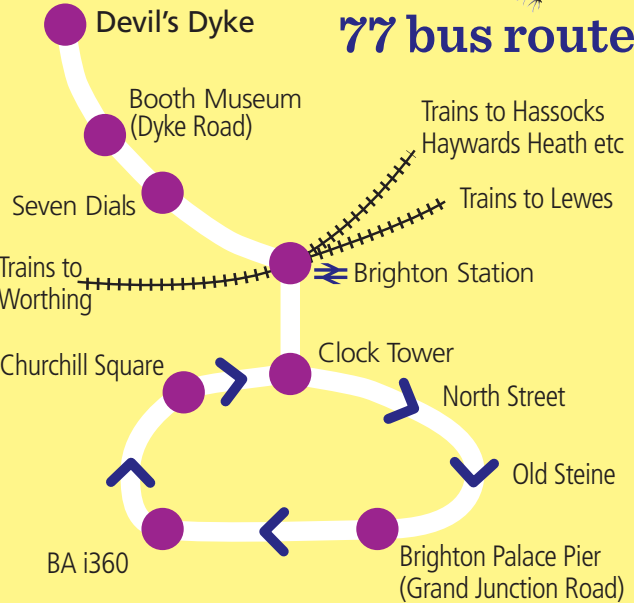 77 bus route
Devil's Dyke
Booth Museum
(Dyke Road)
Trains to Hassocks
Haywards Heath etc
Seven Dials
Trains to Lewes
Trains to
Worthing
Brighton Station
Clock Tower
Churchill Square
North Street
Old Steine
BA i360
Brighton Palace Pier
(Grand Junction Road)